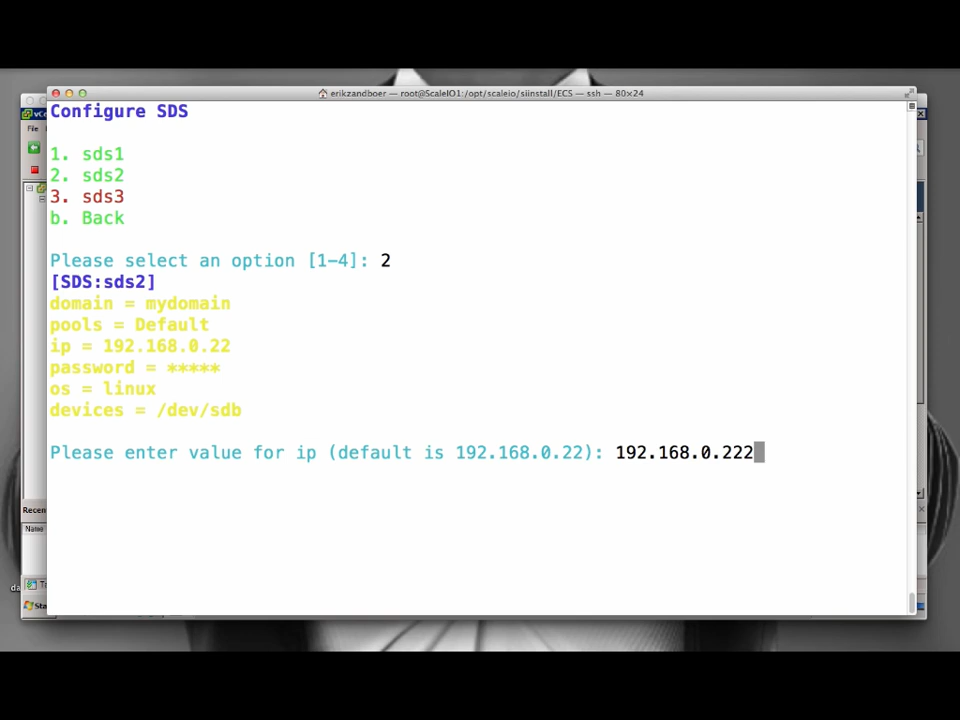 erikzandboer — root@ScaleIO1:/opt/scaleio/siinstall/ECS — ssh — 80×24
Configure SDS
1. sds1
2. sds2
3. sds3
b. Back
Please select an option [1-4]: 2
[SDS:sds2]
domain = mydomain
pools = Default
ip = 192.168.0.22
password = *****
os = linux
devices = /dev/sdb
Please enter value for ip (default is 192.168.0.22): 192.168.0.222
File
Recen
Name